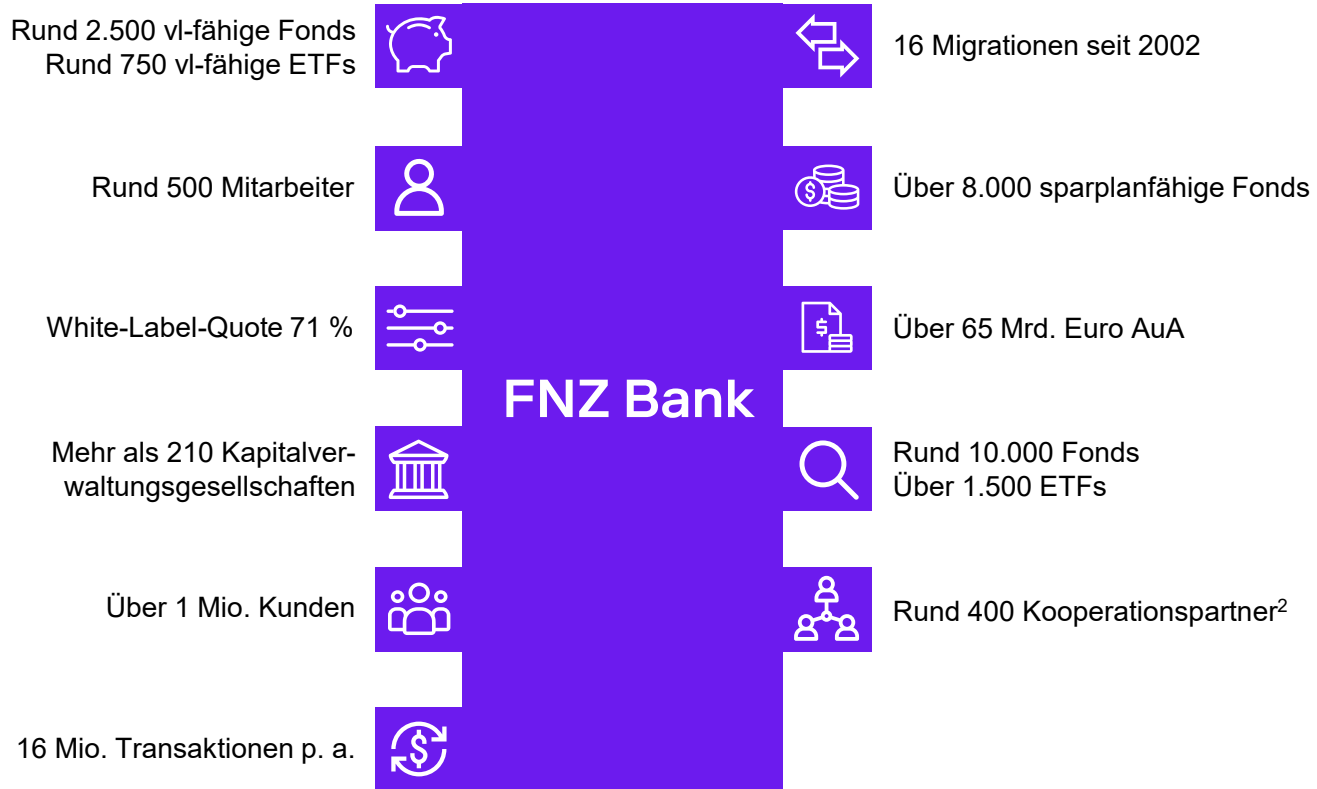 Rund 2.500 vl-fähige Fonds
Rund 750 vl-fähige ETFs
Rund 500 Mitarbeiter
White-Label-Quote 71 %
Mehr als 210 Kapitalver-
waltungsgesellschaften
Über 1 Mio. Kunden
16 Mio. Transaktionen p. a.
FNZ Bank
16 Migrationen seit 2002
Über 8.000 sparplanfähige Fonds
Über 65 Mrd. Euro AuA
Rund 10.000 Fonds
Über 1.500 ETFs
Rund 400 Kooperationspartner²